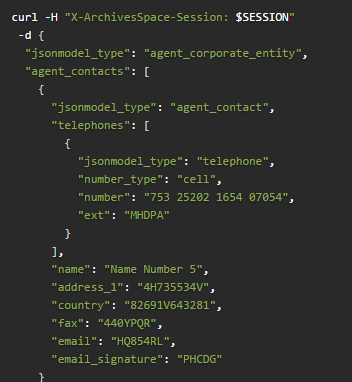 curl -H "X-ArchivesSpace-Session: $SESSION"
-d {
"jsonmodel_type": "agent_corporate_entity",
"agent_contacts": [
{
"jsonmodel_type": "agent_contact",
"telephones": [
{
"jsonmodel_type": "telephone",
"number_type": "cell",
"number": "753 25202 1654 07054",
"ext": "MHDPA"
}
],
"name": "Name Number 5",
"address_1": "4H735534V",
"country": "82691V643281",
"fax": "440YPQR",
"email": "HQ854RL",
"email_signature": "PHCDG"
}